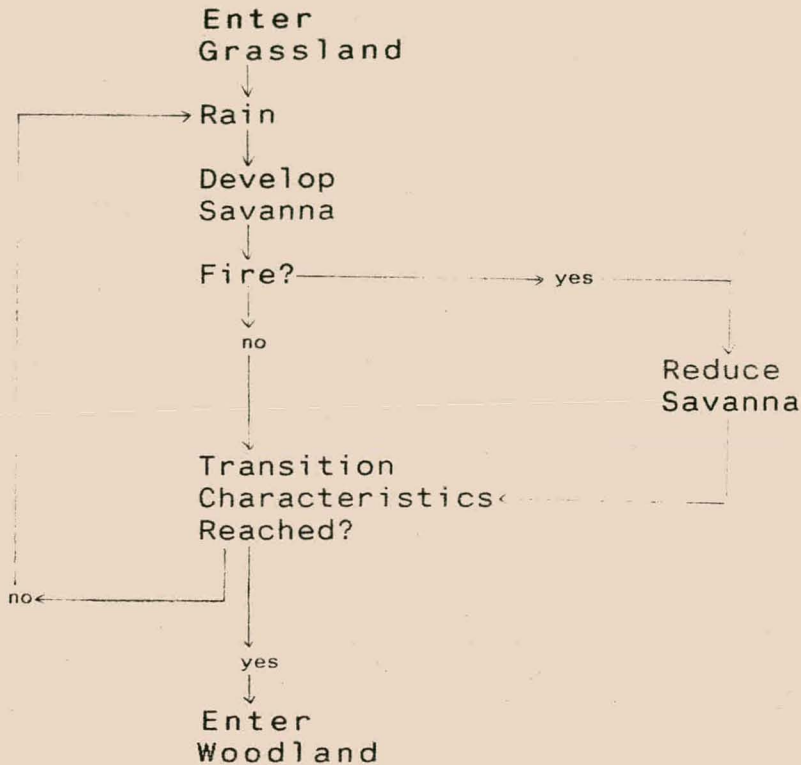 Enter
Grassland
Rain
Develop
Savanna
Fire?
yes
no
Reduce
Savanna
Transition
Characteristics
Reached?
no
yes
Enter
Woodland